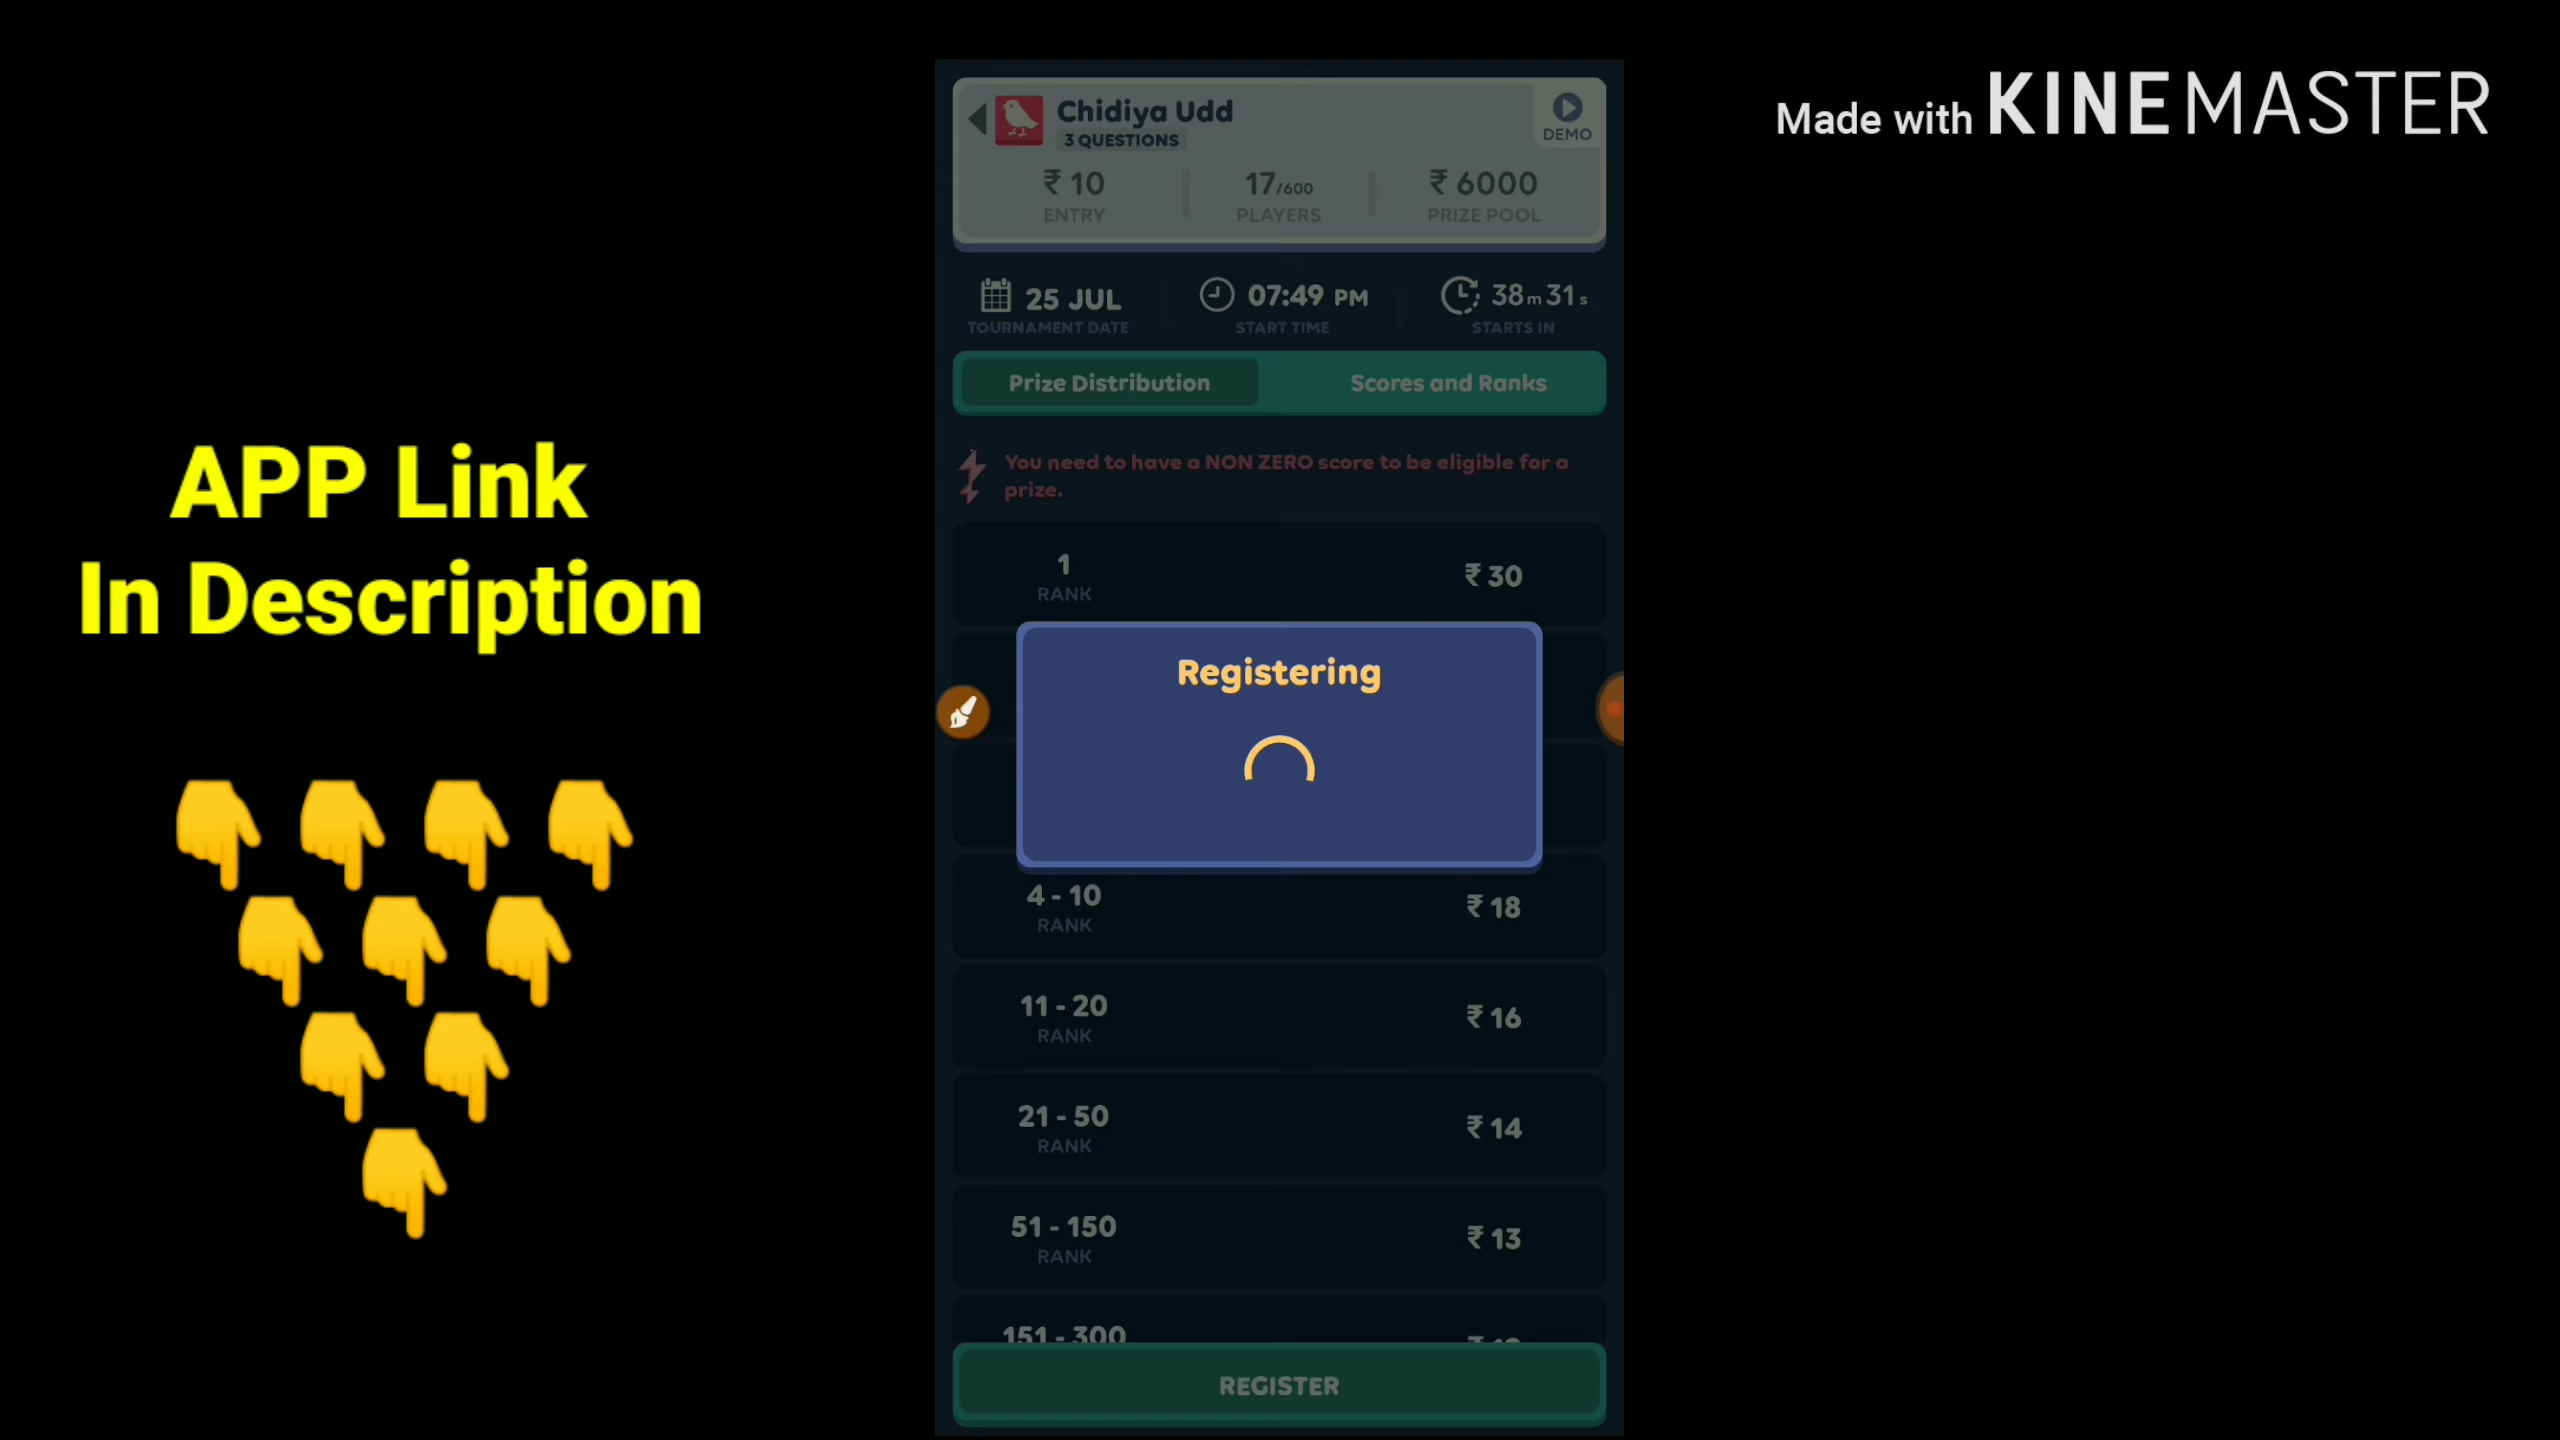 Made with KINEMASTER
Chidiya Udd
3 QUESTIONS
DEMO
₹ 10
ENTRY
17/600
PLAYERS
₹ 6000
PRIZE POOL
25 JUL
TOURNAMENT DATE
07:49 PM
START TIME
38m 31s
STARTS IN
Prize Distribution
Scores and Ranks
You need to have a NON ZERO score to be eligible for a
prize.
1
RANK
₹ 30
Registering
4 - 10
RANK
₹ 18
11 - 20
RANK
₹ 16
21 - 50
RANK
₹ 14
51 - 150
RANK
₹ 13
151 - 300
REGISTER
APP Link
In Description